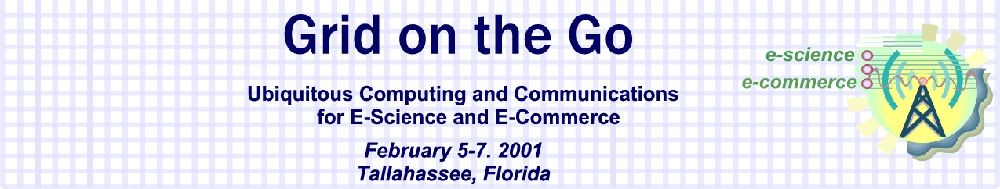 Grid on the Go
e-science
e-commerce
Ubiquitous Computing and Communications
for E-Science and E-Commerce
February 5-7. 2001
Tallahassee, Florida